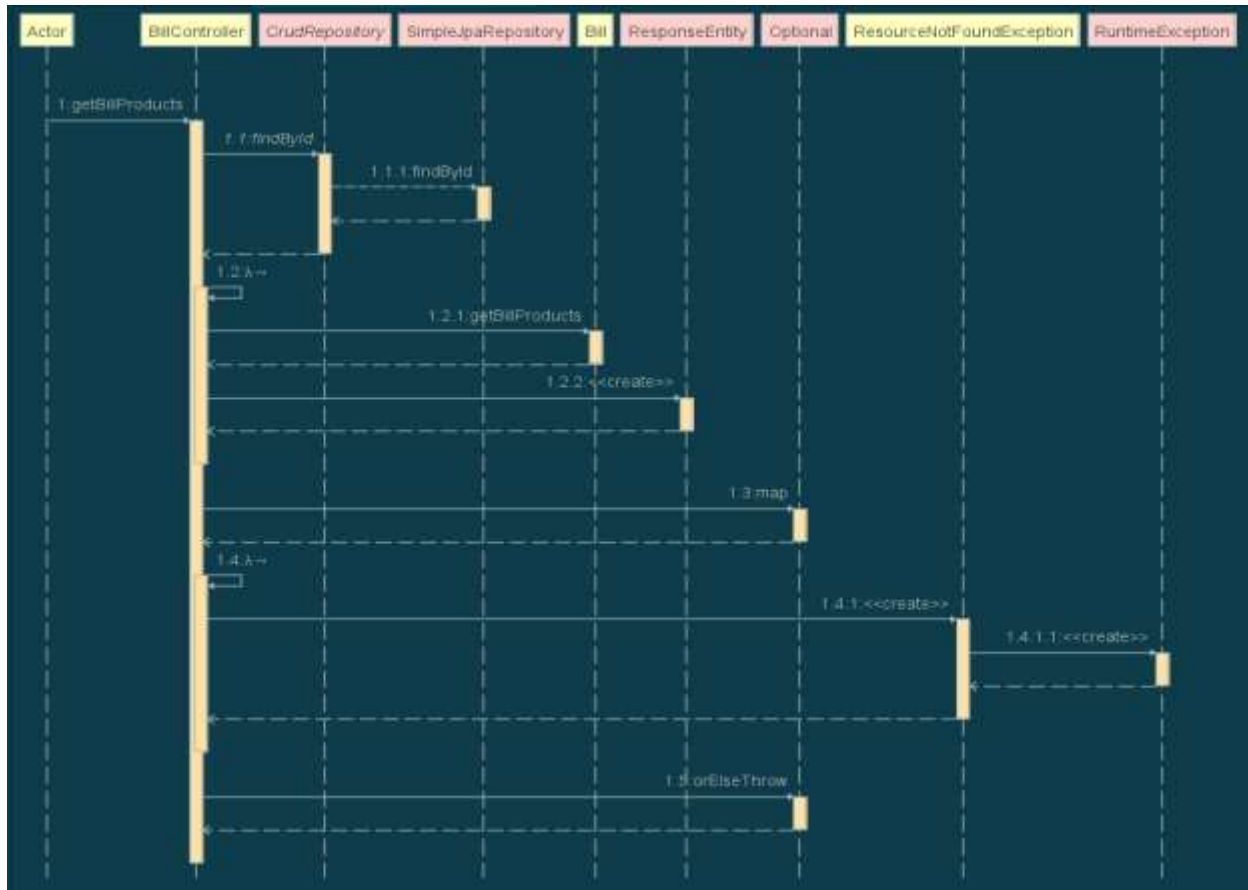 Actor BillController CrudRepository SimpleJpaRepository Bill ResponseEntity Optional ResourceNotFoundException RuntimeException
1:getBillProducts
1.1:findById
1.1.1:findById
1.2:λ→
1.2.1:getBillProducts
1.2.2:<<create>>
1.3:map
1.4:λ→
1.4.1:<<create>>
1.4.1.1:<<create>>
1.5:orElseThrow